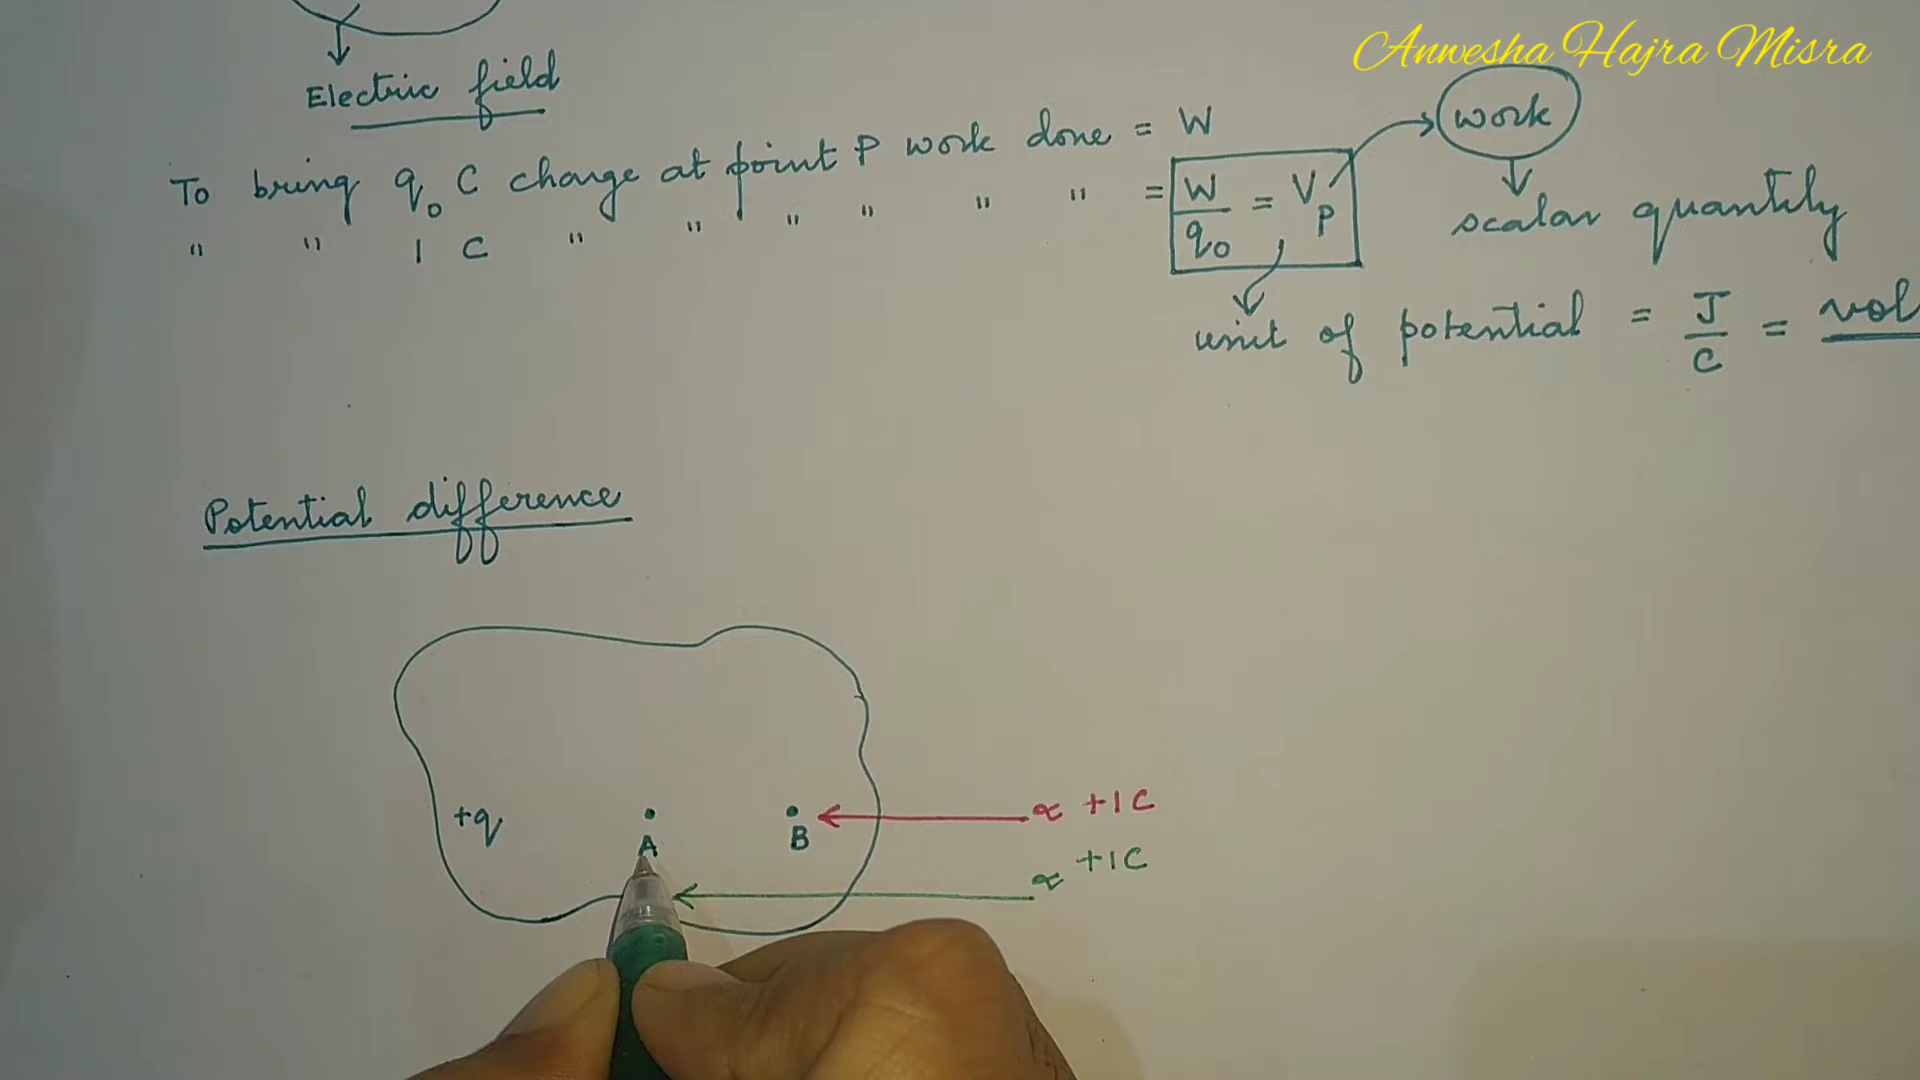 Anwesha Hajra Misra
Electric field
To bring q₀ C change at point P work done = W
" " 1 C " " " " " " = W/q₀ = Vₚ
work
scalar quantity
unit of potential = J/C = vol
Potential difference
+q
A
B
∝ +1C
∝ +1C